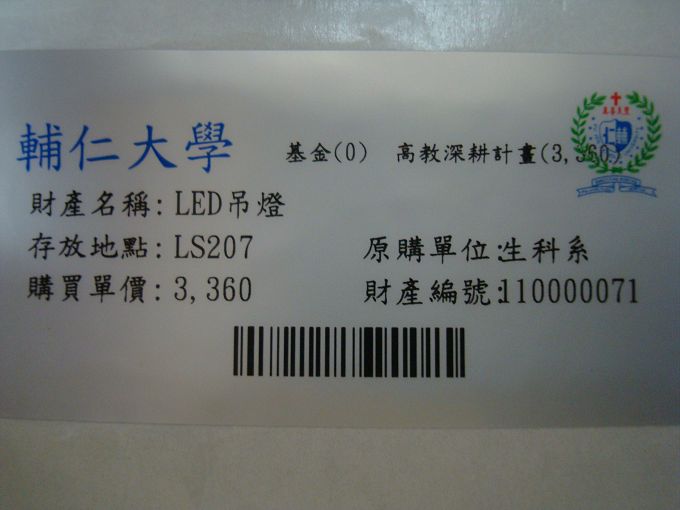 輔仁大學 基金(0) 高教深耕計畫(3,360)
財產名稱: LED吊燈
存放地點: LS207 原購單位:生科系
購買單價: 3,360 財產編號:110000071